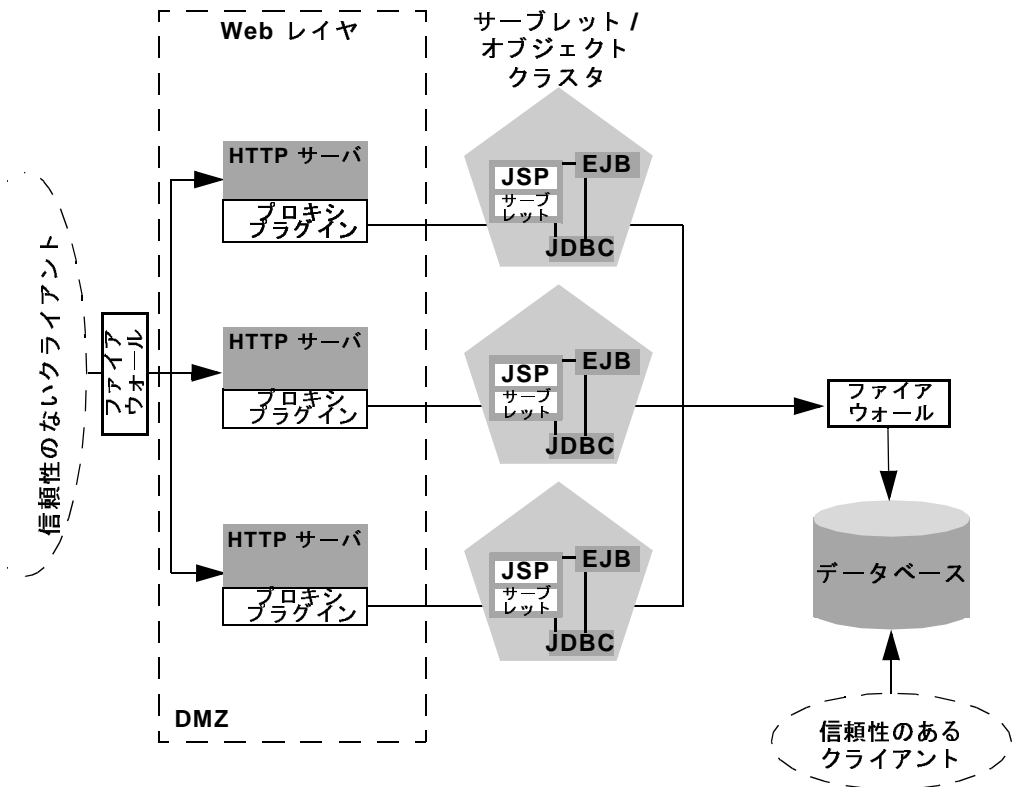 Web レイヤ
サーブレット /
オブジェクト
クラスタ
信頼性のないクライアント
ファイア
ウォール
HTTP サーバ
プロキシ
プラグイン
JSP
サーブ
レット
EJB
JDBC
HTTP サーバ
プロキシ
プラグイン
JSP
サーブ
レット
EJB
JDBC
HTTP サーバ
プロキシ
プラグイン
JSP
サーブ
レット
EJB
JDBC
ファイア
ウォール
データベース
DMZ
信頼性のある
クライアント